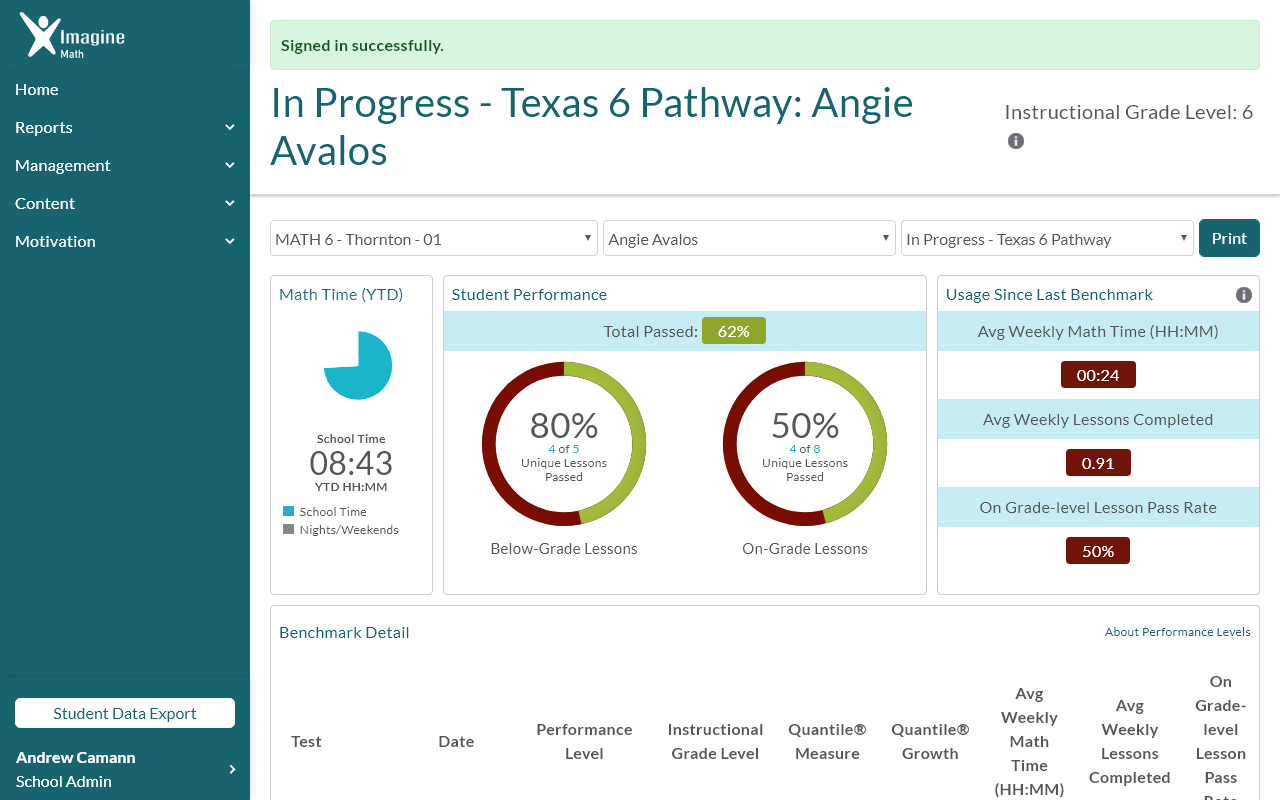 Imagine
Math
Home
Reports
Management
Content
Motivation
Student Data Export
Andrew Camann
School Admin
Signed in successfully.
In Progress - Texas 6 Pathway: Angie
Avalos
Instructional Grade Level: 6
MATH 6 - Thornton - 01
Angie Avalos
In Progress - Texas 6 Pathway
Print
Math Time (YTD)
School Time
08:43
YTD HH:MM
School Time
Nights/Weekends
Student Performance
Total Passed: 62%
80%
4 of 5
Unique Lessons
Passed
Below-Grade Lessons
50%
4 of 8
Unique Lessons
Passed
On-Grade Lessons
Usage Since Last Benchmark
Avg Weekly Math Time (HH:MM)
00:24
Avg Weekly Lessons Completed
0.91
On Grade-level Lesson Pass Rate
50%
Benchmark Detail
About Performance Levels
Test
Date
Performance
Level
Instructional
Grade Level
Quantile®
Measure
Quantile®
Growth
Avg
Weekly
Math
Time
(HH:MM)
Avg
Weekly
Lessons
Completed
On
Grade-
level
Lesson
Pass
Rate